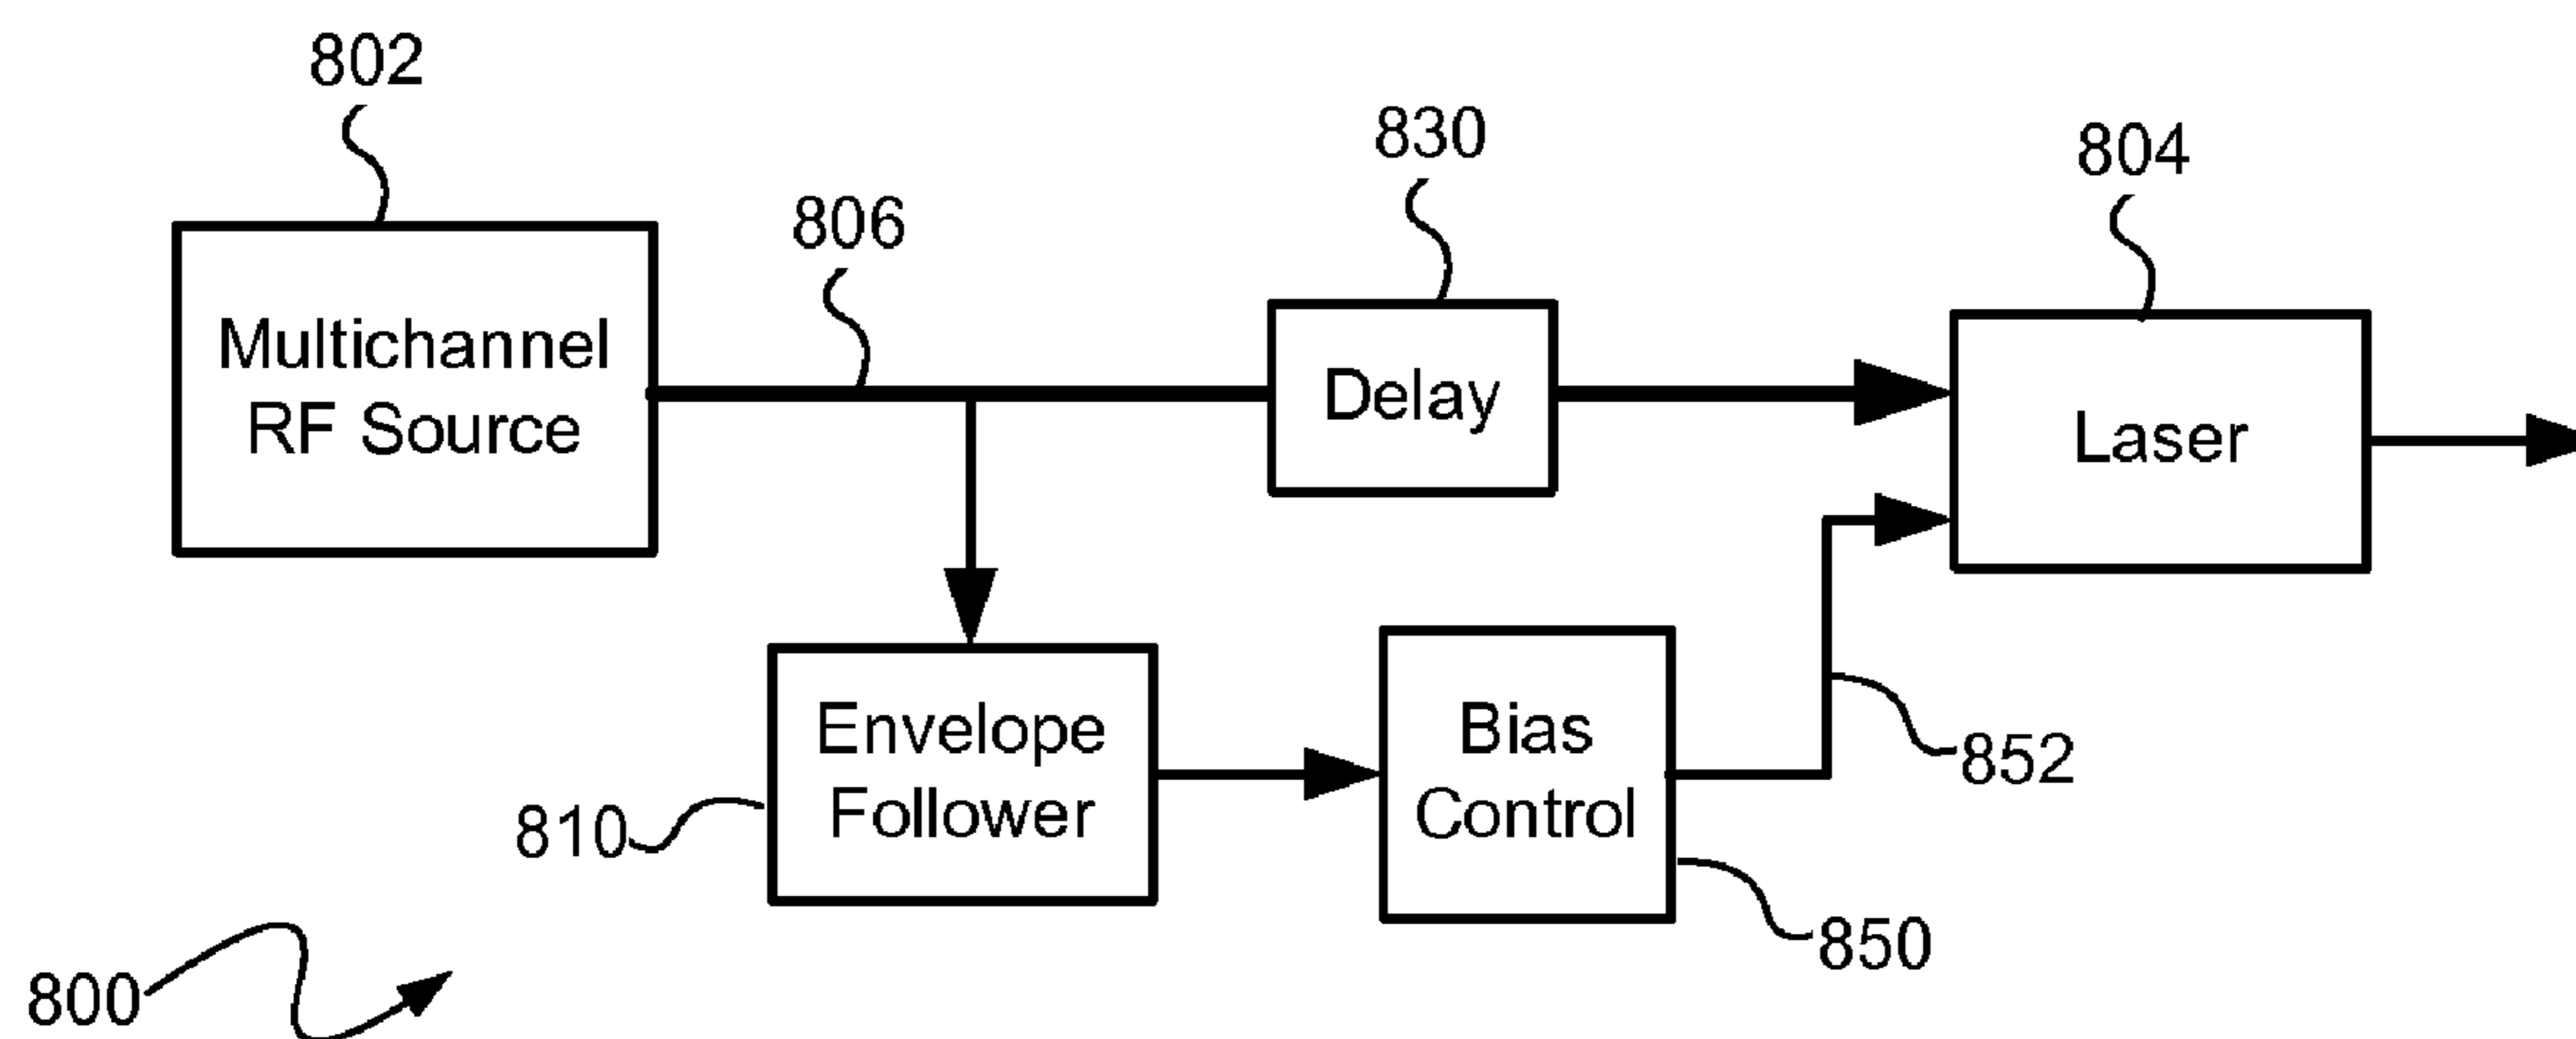 802
830
804
806
Multichannel
RF Source
Delay
Laser
Envelope
Follower
Bias
Control
852
810
850
800